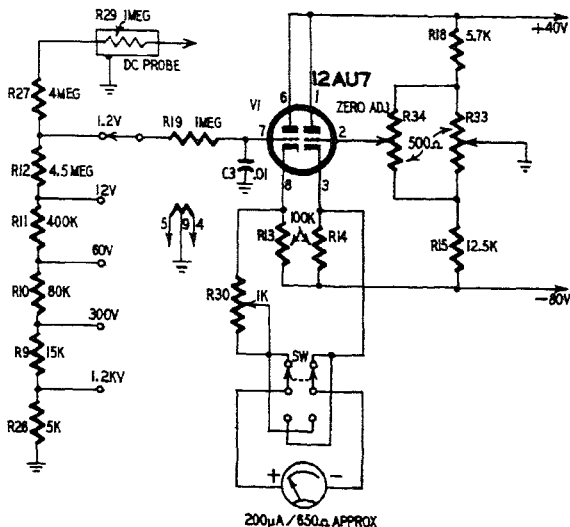 R29 1MEG
DC PROBE
R27 4MEG
1.2V
R19 1MEG
R12 4.5 MEG
12V
R11 400K
60V
R10 80K
300V
R9 15K
1.2KV
R28 5K
C3 .01
5 9 4
V1
12AU7
6 1
7 2
8 3
ZERO ADJ
R34
500Ω
R33
R18 5.7K
+40V
R15 12.5K
-80V
100K
R13 R14
R30 1K
SW
+ -
200µA/650Ω APPROX